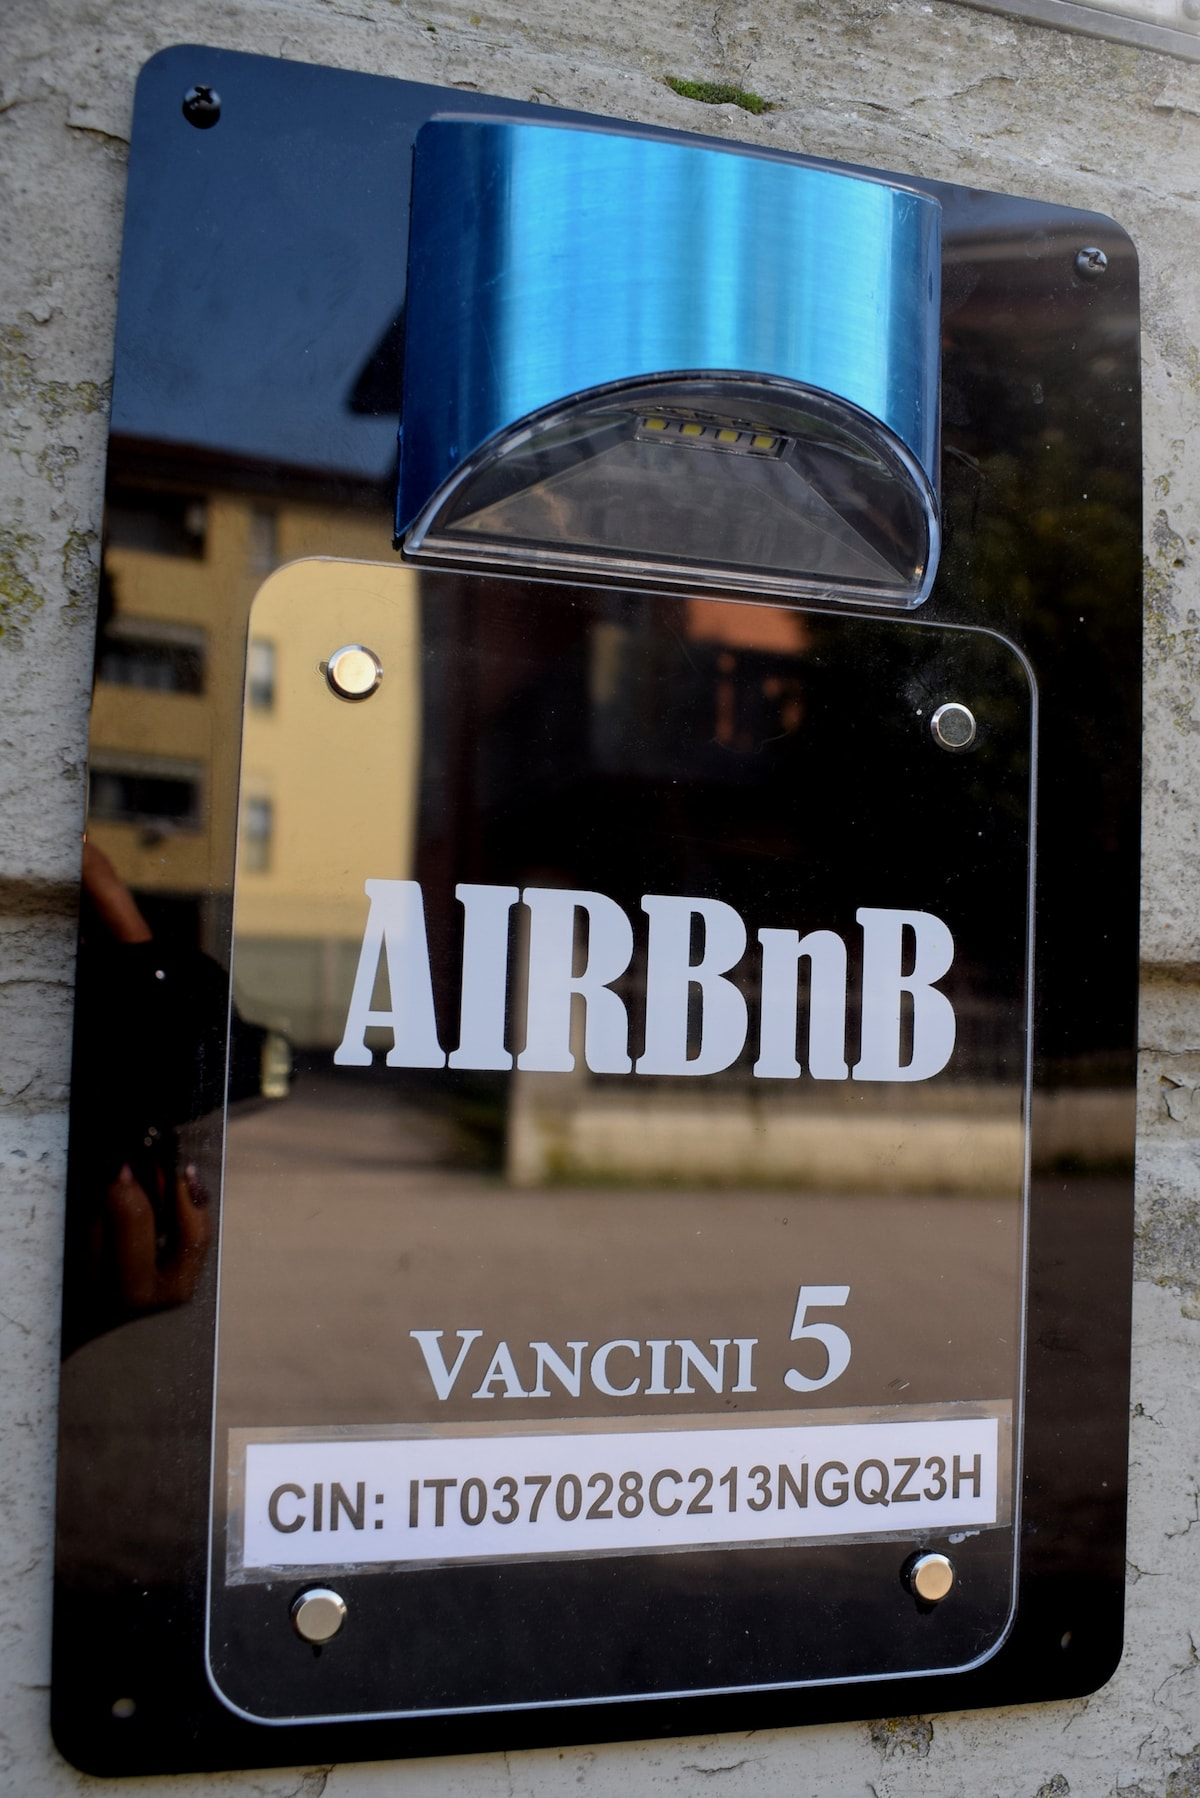 AIRBnB
VANCINI 5
CIN: IT037028C213NGQZ3H